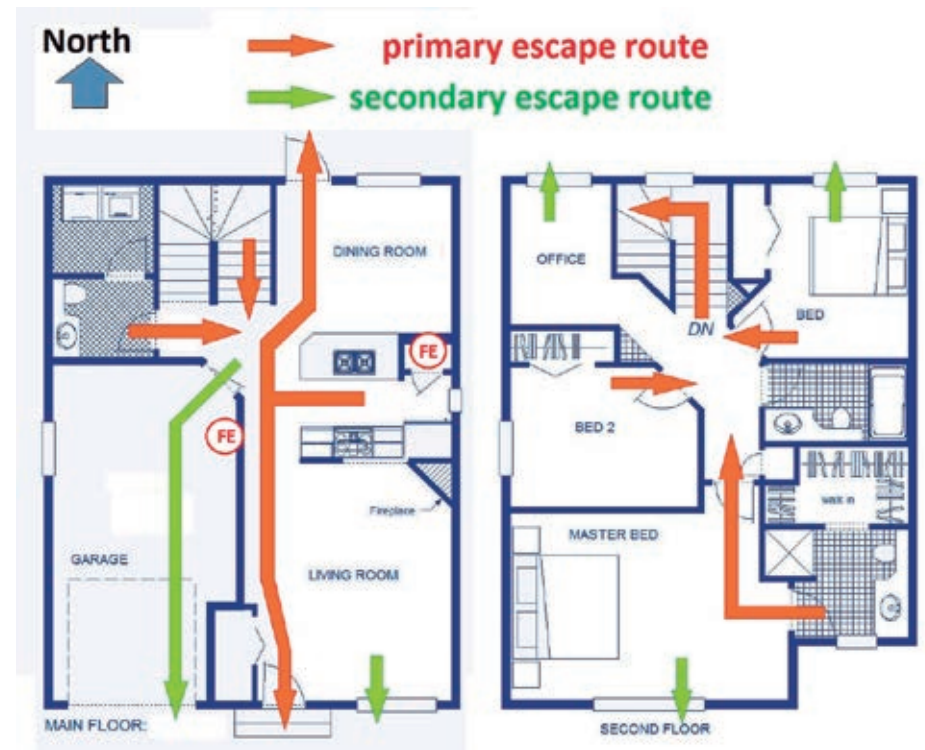 North
primary escape route
secondary escape route
DINING ROOM
FE
FE
Fireplace
GARAGE
LIVING ROOM
MAIN FLOOR:
OFFICE
BED
DN
BED 2
walk in
MASTER BED
SECOND FLOOR